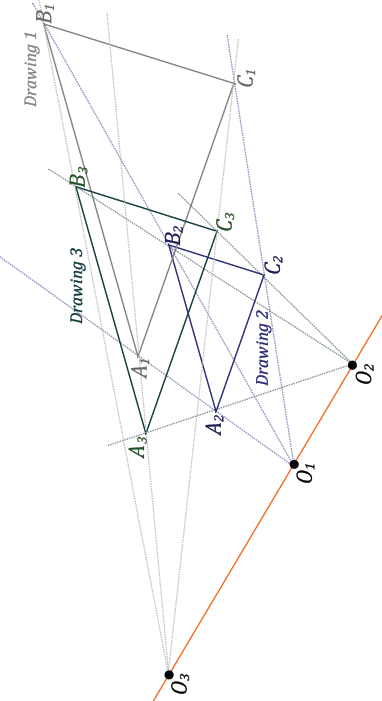 B₁
Drawing 1
C₁
B₃
C₃
B₂
Drawing 3
C₂
Drawing 2
A₁
A₂
A₃
O₂
O₁
O₃